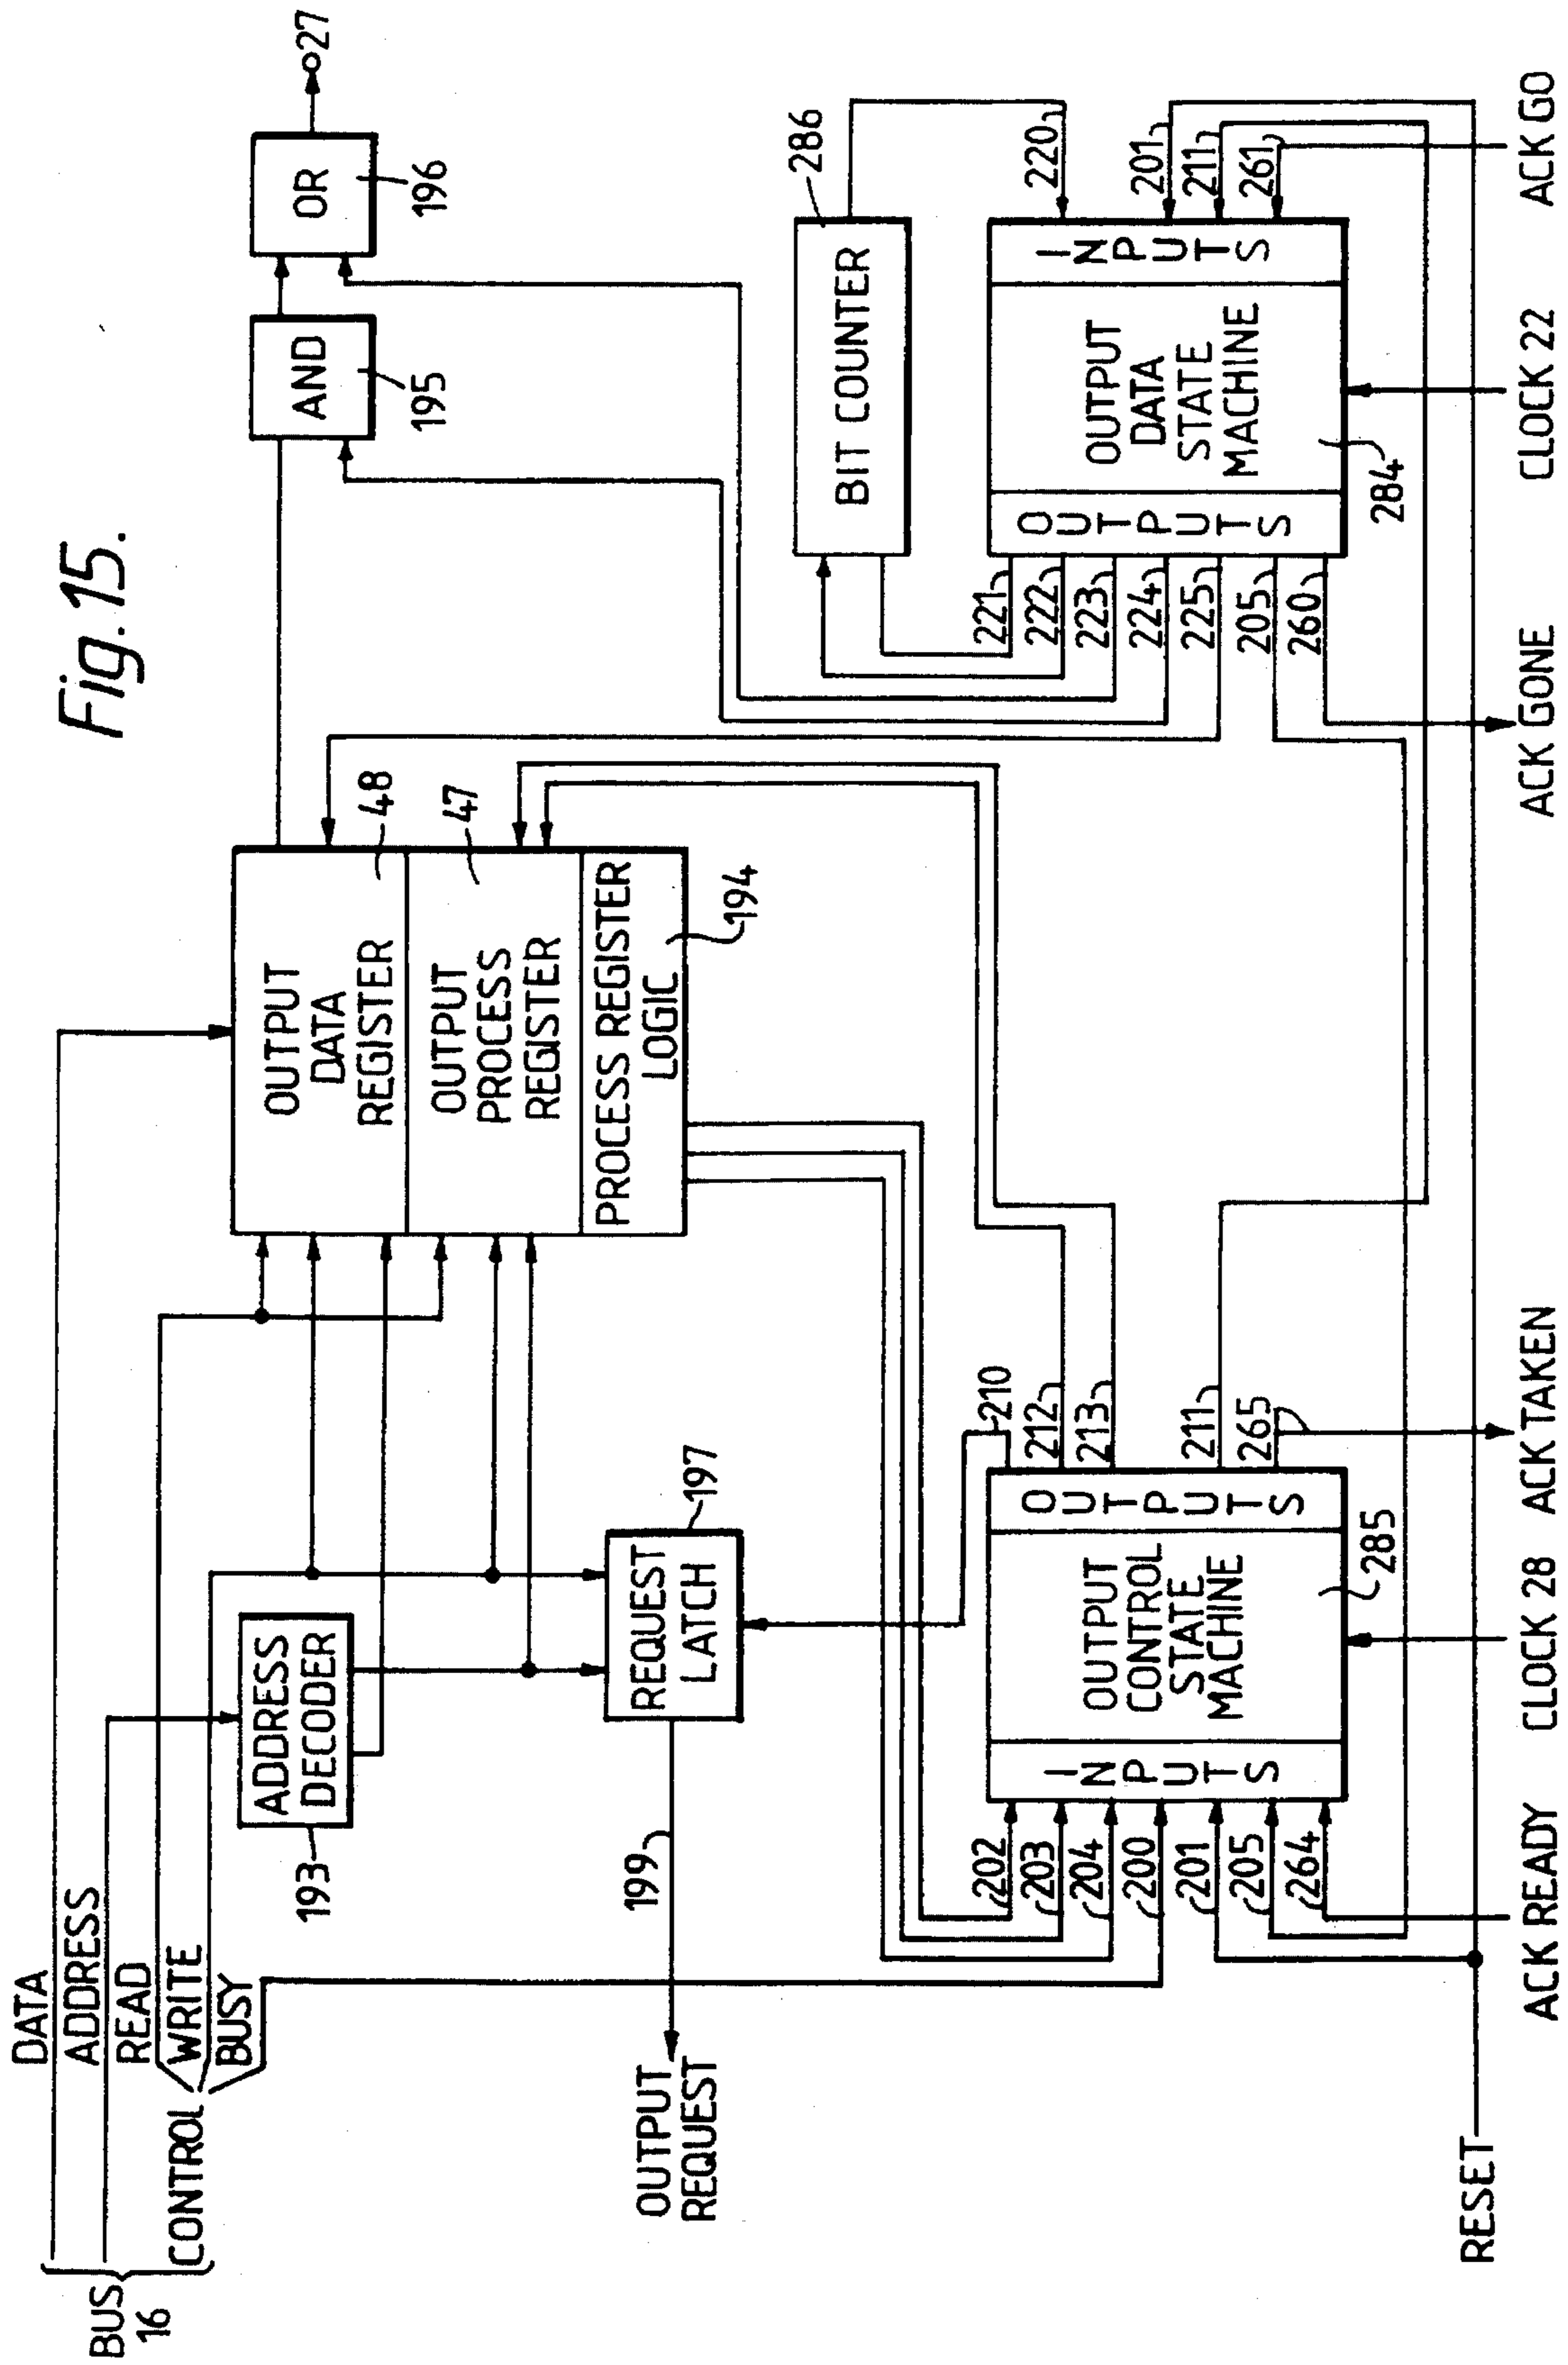 Fig. 15.
DATA
ADDRESS
READ
WRITE
BUSY
CONTROL
BUS
16
ADDRESS
DECODER
193
OUTPUT
DATA
REGISTER
48
OUTPUT
PROCESS
REGISTER
47
PROCESS REGISTER
LOGIC
194
AND
195
OR
196
27
REQUEST
LATCH
197
199
OUTPUT
REQUEST
BIT COUNTER
286
INPUTS
OUTPUT
CONTROL
STATE
MACHINE
OUTPUTS
285
202
203
204
200
201
205
264
210
212
213
211
265
OUTPUTS
OUTPUT
DATA
STATE
MACHINE
INPUTS
284
221
222
223
224
225
205
260
220
201
211
261
RESET
ACK READY
CLOCK 28
ACK TAKEN
ACK GONE
CLOCK 22
ACK GO